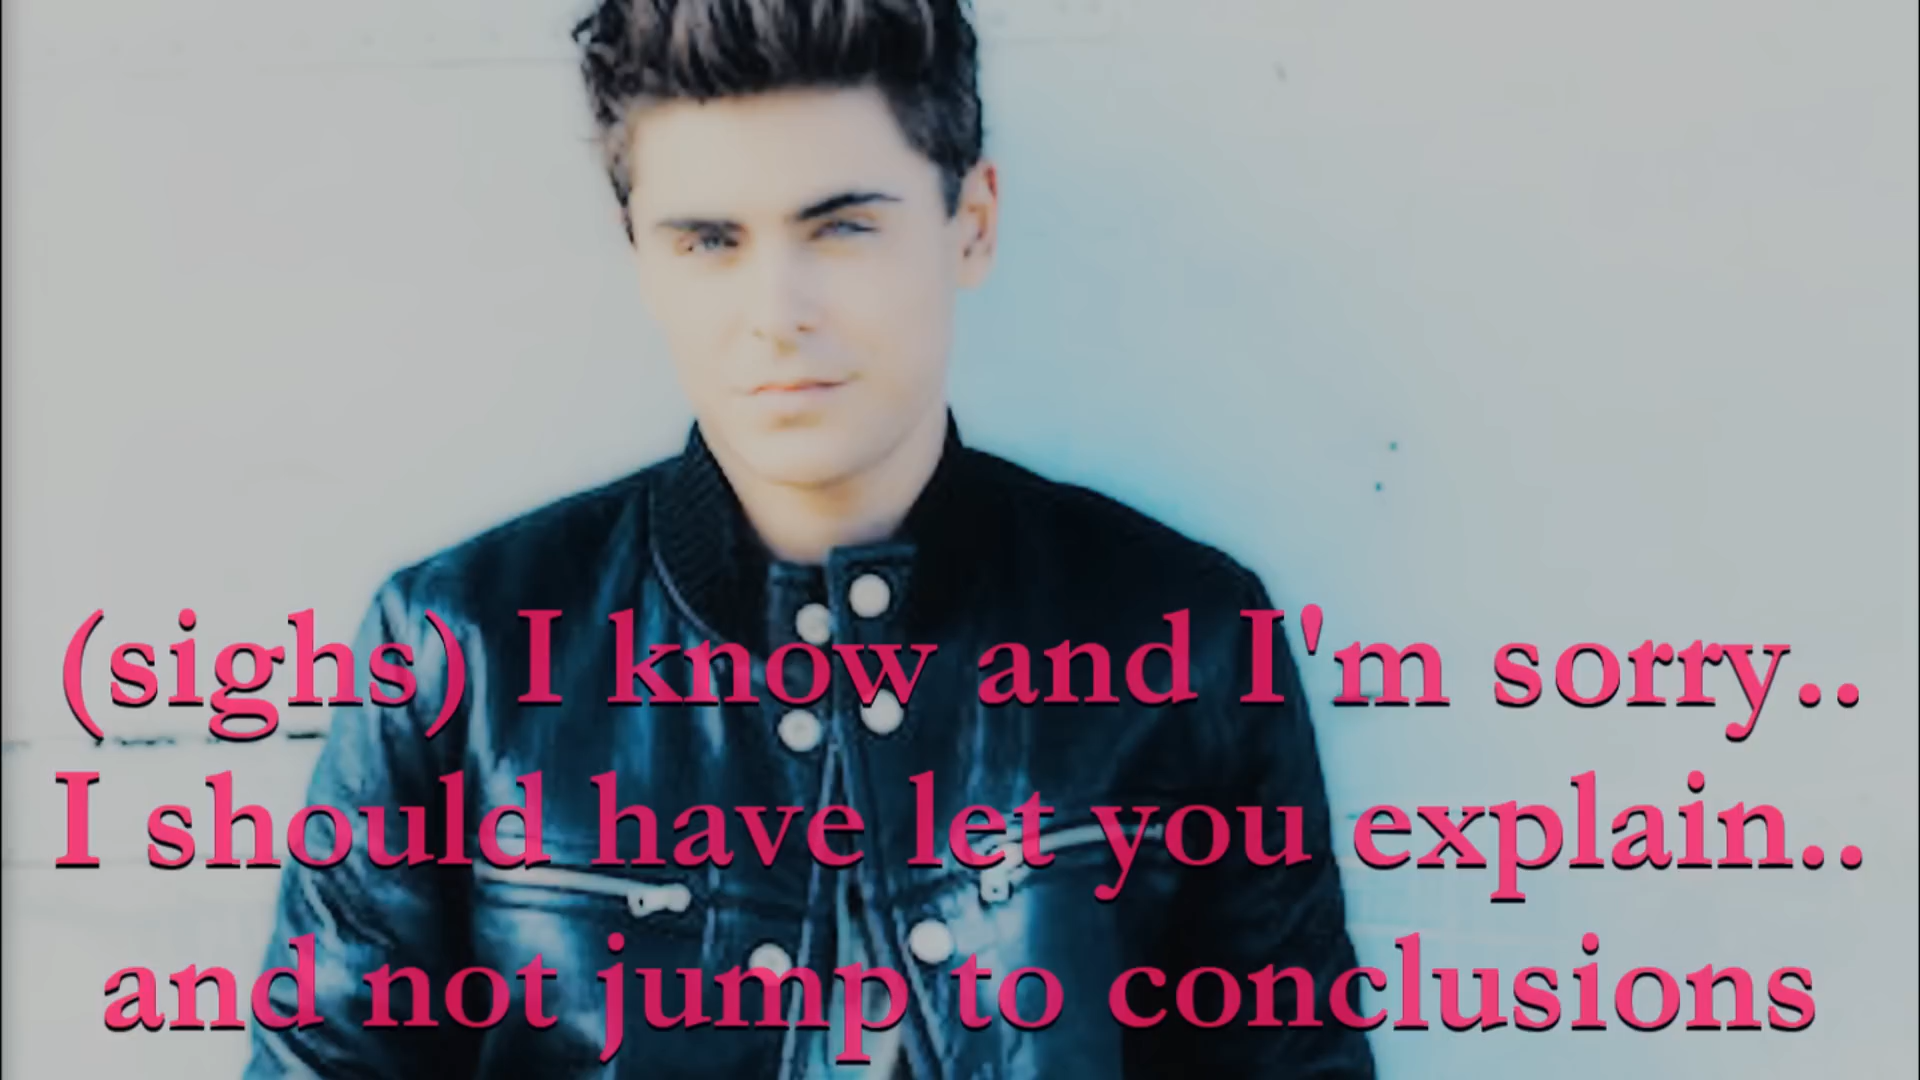 (sighs) I know and I'm sorry..
I should have let you explain..
and not jump to conclusions